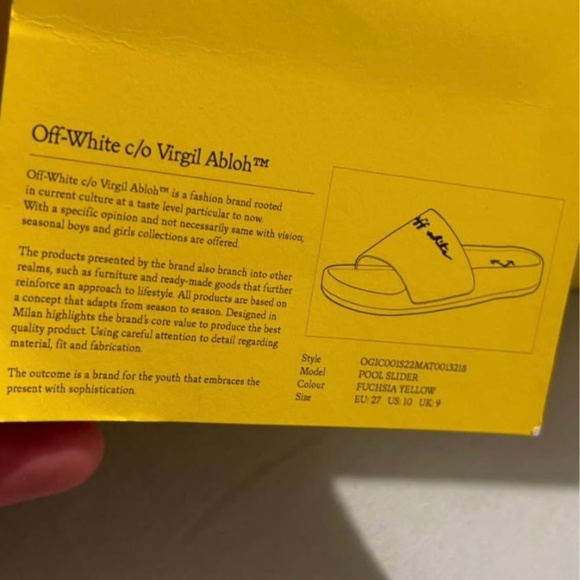 Off-White c/o Virgil Abloh™
Off-White c/o Virgil Abloh™ is a fashion brand rooted
in current culture at a taste level particular to now.
With a specific opinion and not necessarily same with vision;
seasonal boys and girls collections are offered.
The products presented by the brand also branch into other
realms, such as furniture and ready-made goods that further
reinforce an approach to lifestyle. All products are based on
a concept that adapts from season to season. Designed in
Milan highlights the brand's core value to produce the best
quality product. Using careful attention to detail regarding
material, fit and fabrication.
The outcome is a brand for the youth that embraces the
present with sophistication.
off white
Style OGIC001S22MAT0013218
Model POOL SLIDER
Colour FUCHSIA YELLOW
Size EU: 27 US: 10 UK: 9